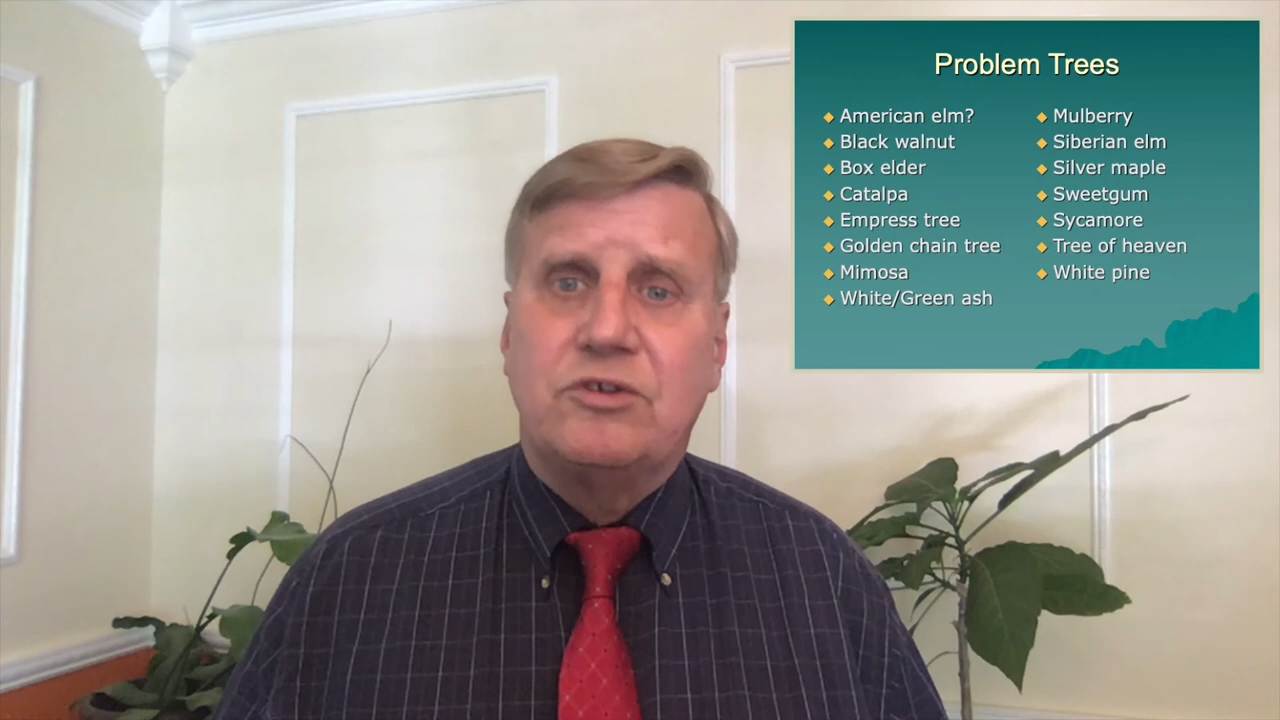 Problem Trees
American elm?
Black walnut
Box elder
Catalpa
Empress tree
Golden chain tree
Mimosa
White/Green ash
Mulberry
Siberian elm
Silver maple
Sweetgum
Sycamore
Tree of heaven
White pine